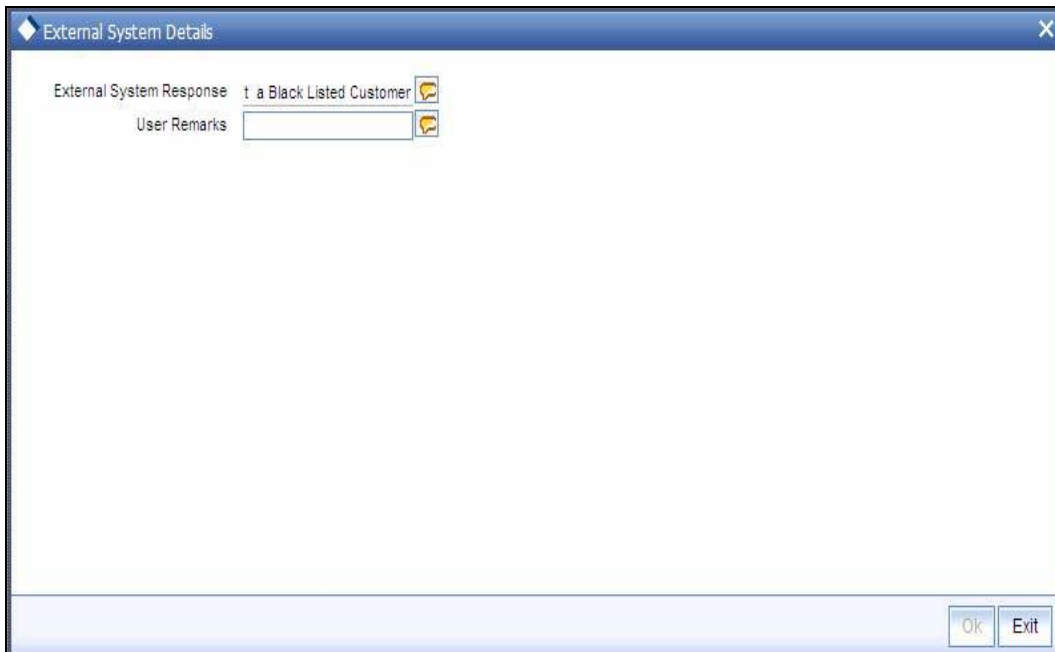 External System Details
External System Response t a Black Listed Customer
User Remarks
Ok Exit